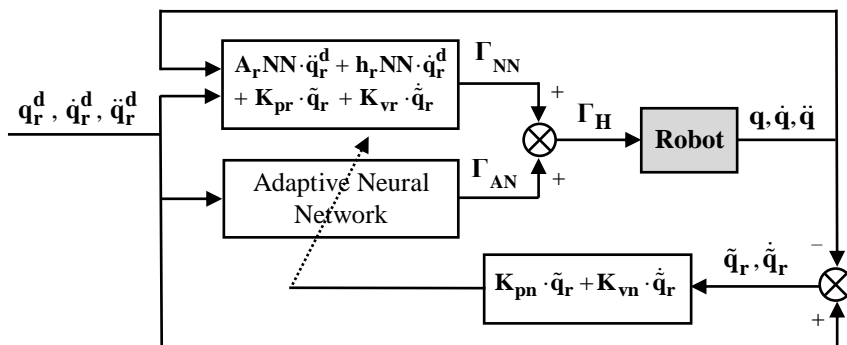 A_r NN · q̈_r^d + h_r NN · q̇_r^d
+ K_pr · q̃_r + K_vr · q̃̇_r
Γ_NN
+
q_r^d , q̇_r^d , q̈_r^d
Γ_H
Robot
q, q̇, q̈
Adaptive Neural
Network
Γ_AN
+
−
q̃_r , q̃̇_r
K_pn · q̃_r + K_vn · q̃̇_r
+